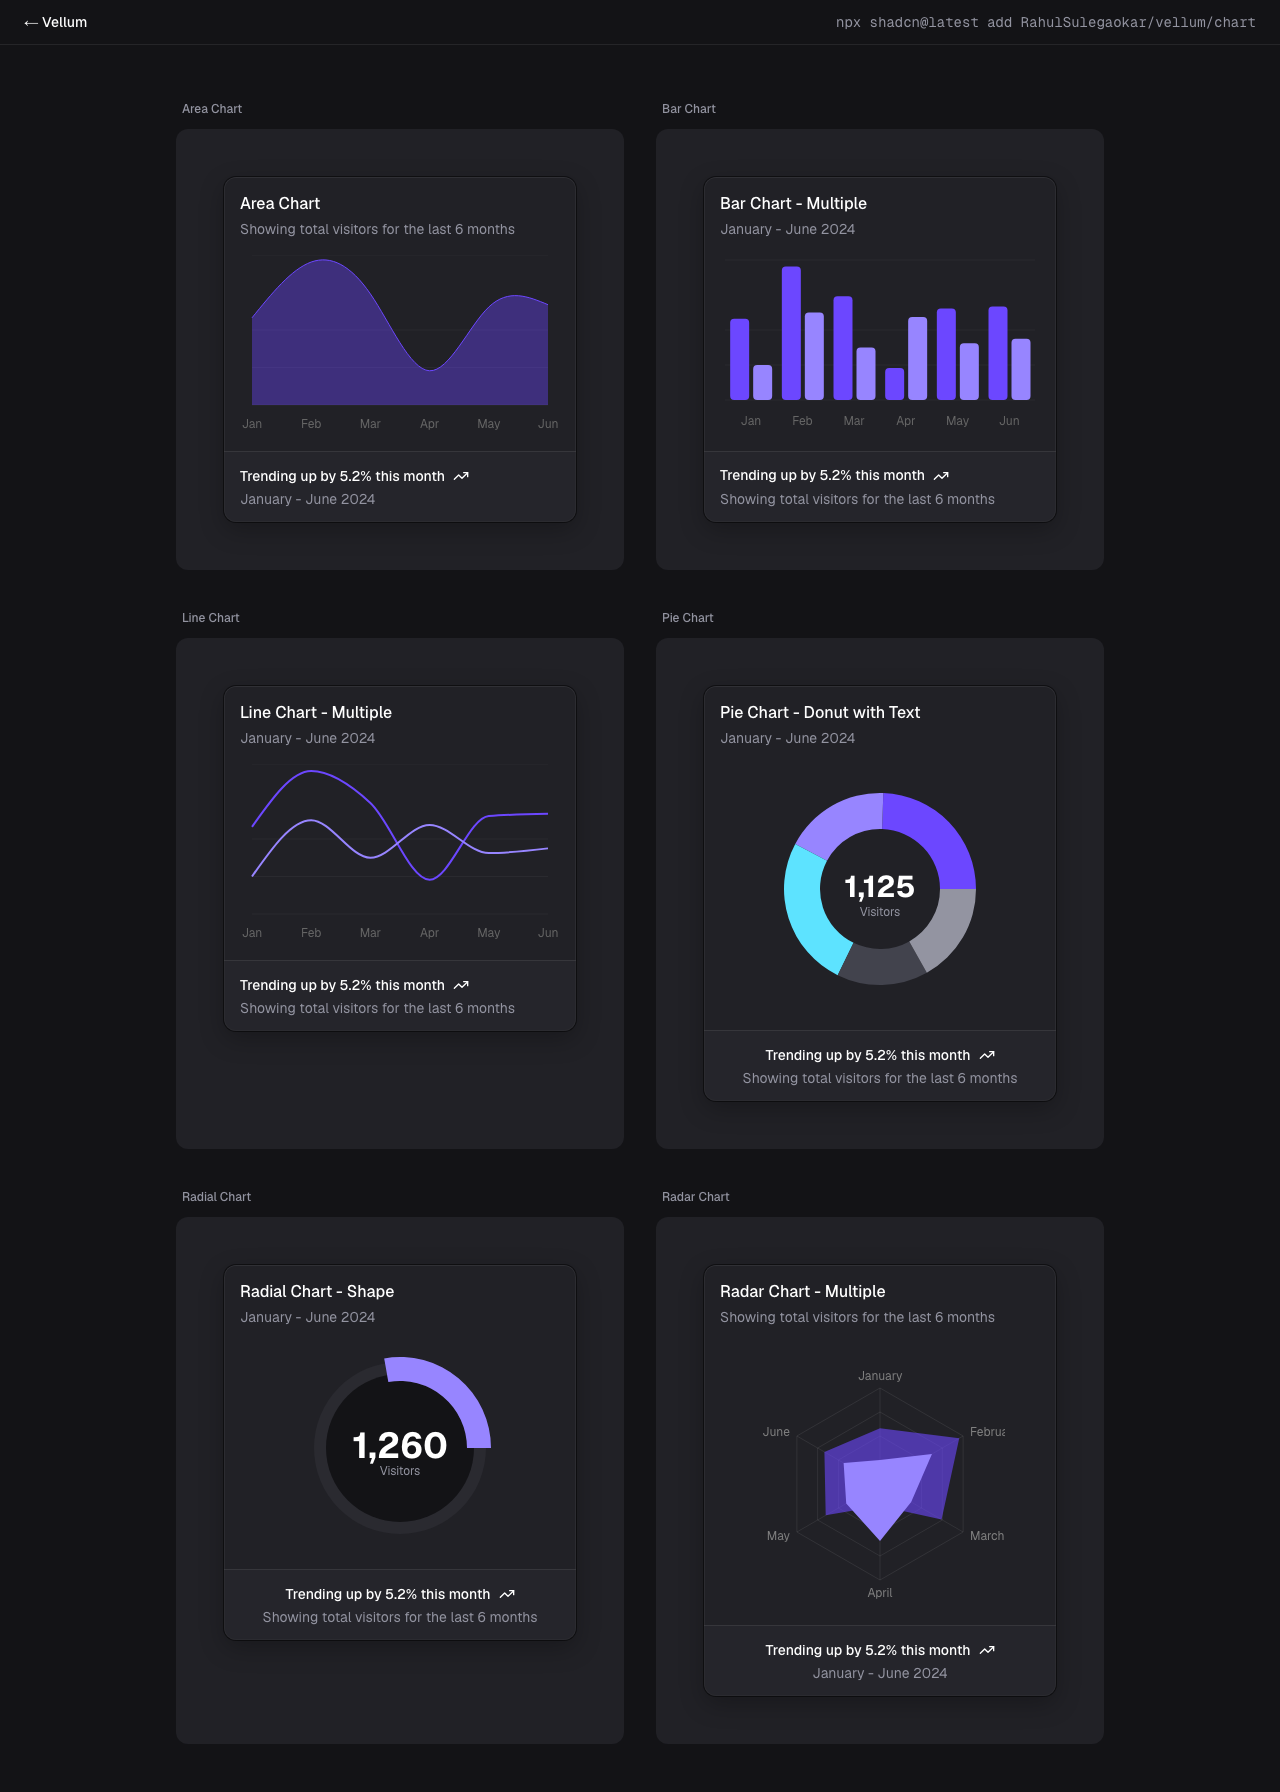 ← Vellum
npx shadcn@latest add RahulSulegaokar/vellum/chart
Area Chart
Area Chart
Showing total visitors for the last 6 months
Jan Feb Mar Apr May Jun
Trending up by 5.2% this month
January - June 2024
Bar Chart
Bar Chart - Multiple
January - June 2024
Jan Feb Mar Apr May Jun
Trending up by 5.2% this month
Showing total visitors for the last 6 months
Line Chart
Line Chart - Multiple
January - June 2024
Jan Feb Mar Apr May Jun
Trending up by 5.2% this month
Showing total visitors for the last 6 months
Pie Chart
Pie Chart - Donut with Text
January - June 2024
1,125
Visitors
Trending up by 5.2% this month
Showing total visitors for the last 6 months
Radial Chart
Radial Chart - Shape
January - June 2024
1,260
Visitors
Trending up by 5.2% this month
Showing total visitors for the last 6 months
Radar Chart
Radar Chart - Multiple
Showing total visitors for the last 6 months
January
June
Februa
May
March
April
Trending up by 5.2% this month
January - June 2024